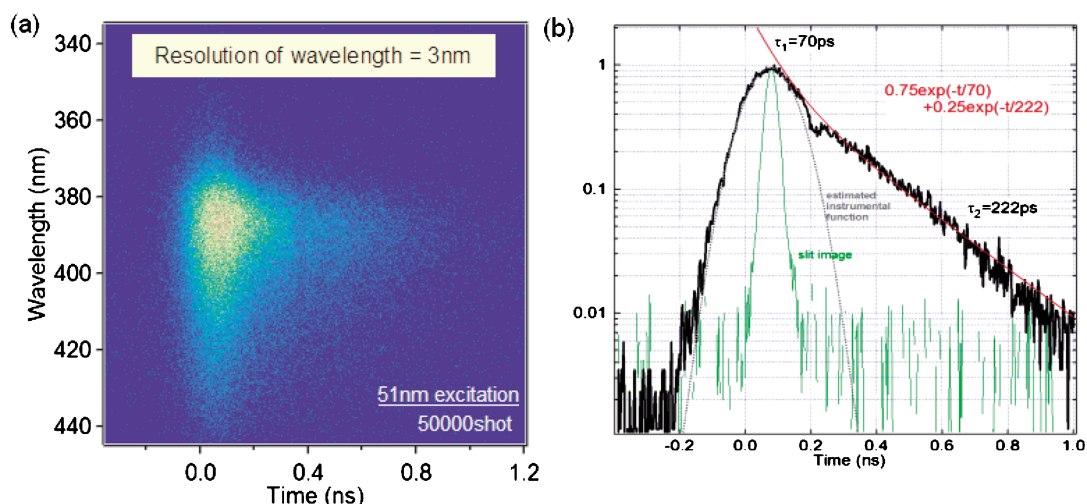 (a)
Resolution of wavelength = 3nm
340
360
380
400
420
440
Wavelength (nm)
51nm excitation
50000shot
0.0
0.4
0.8
1.2
Time (ns)
(b)
τ1=70ps
1
0.75exp(-t/70)
+0.25exp(-t/222)
0.1
estimated
instrumental
function
τ2=222ps
slit image
0.01
-0.2
0.0
0.2
0.4
0.6
0.8
1.0
Time (ns)